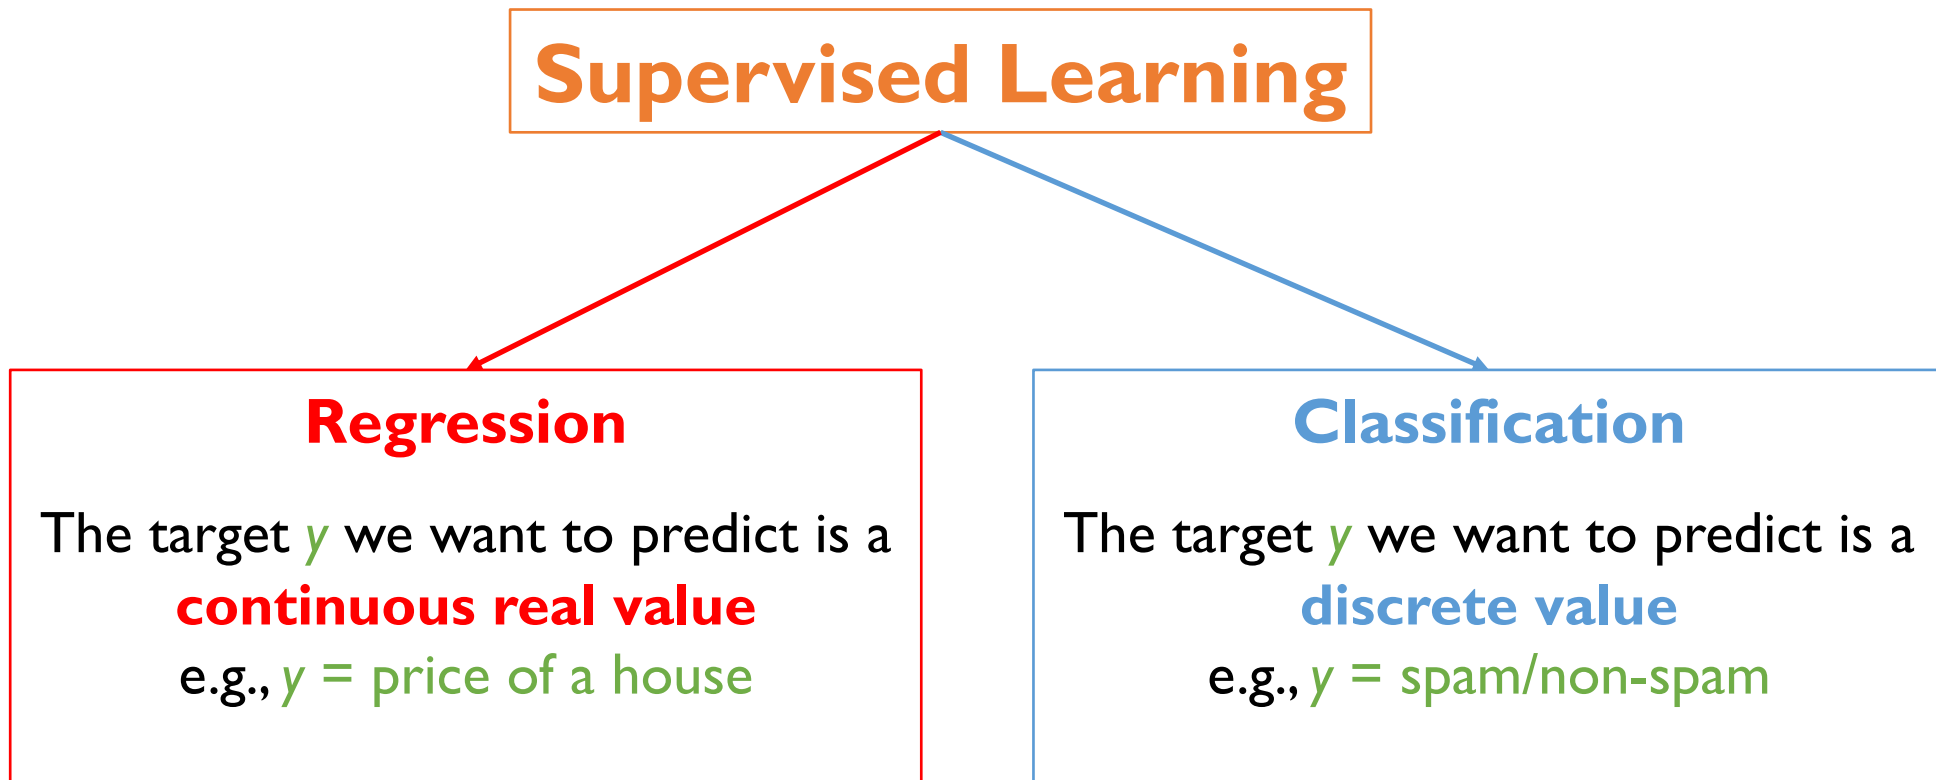 Supervised Learning
Regression
The target y we want to predict is a
continuous real value
e.g., y = price of a house
Classification
The target y we want to predict is a
discrete value
e.g., y = spam/non-spam